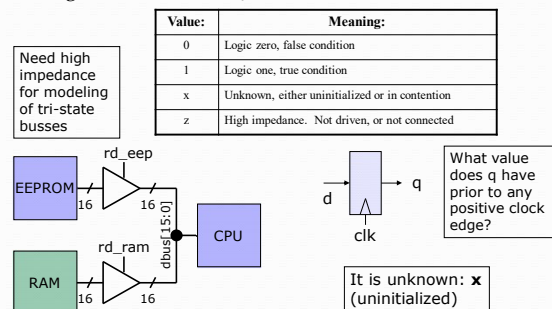 Value: Meaning:
0 Logic zero, false condition
1 Logic one, true condition
x Unknown, either uninitialized or in contention
z High impedance. Not driven, or not connected
Need high
impedance
for modeling
of tri-state
busses
rd_eep
EEPROM
16
16
dbus[15:0]
CPU
rd_ram
RAM
16
16
d
q
clk
What value
does q have
prior to any
positive clock
edge?
It is unknown: x
(uninitialized)